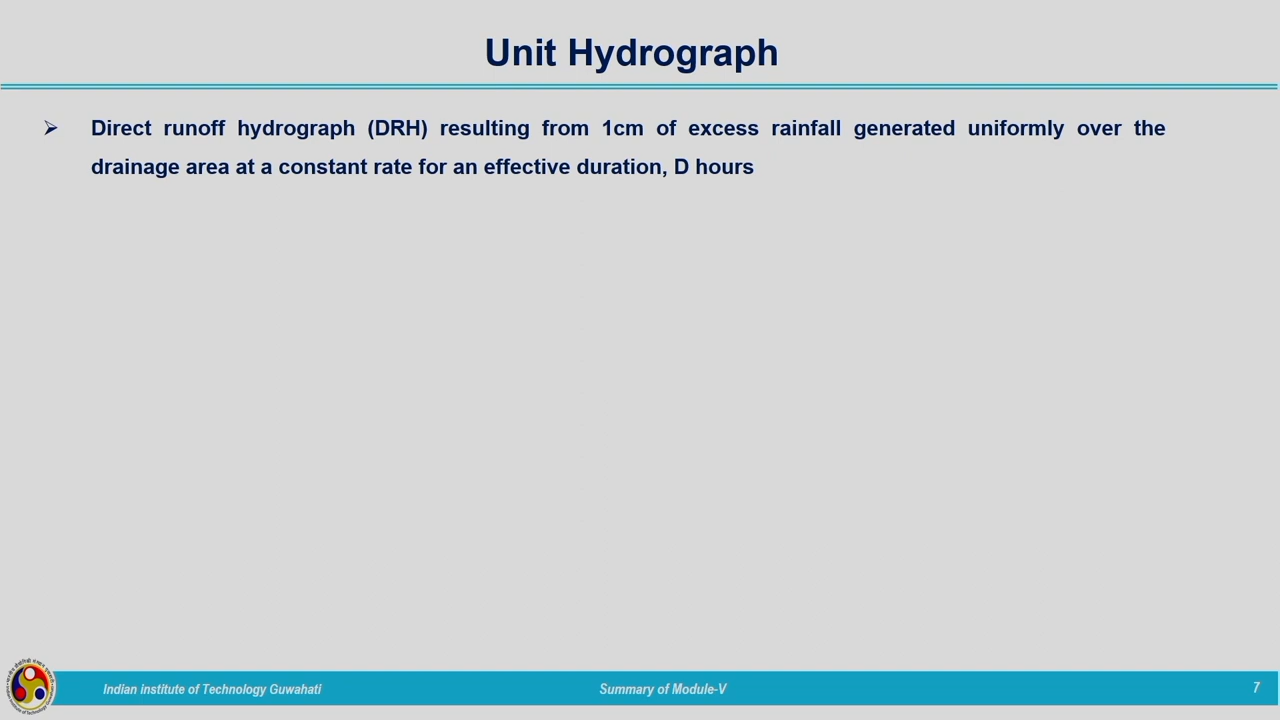 Unit Hydrograph
Direct runoff hydrograph (DRH) resulting from 1cm of excess rainfall generated uniformly over the
drainage area at a constant rate for an effective duration, D hours
Indian institute of Technology Guwahati
Summary of Module-V
7